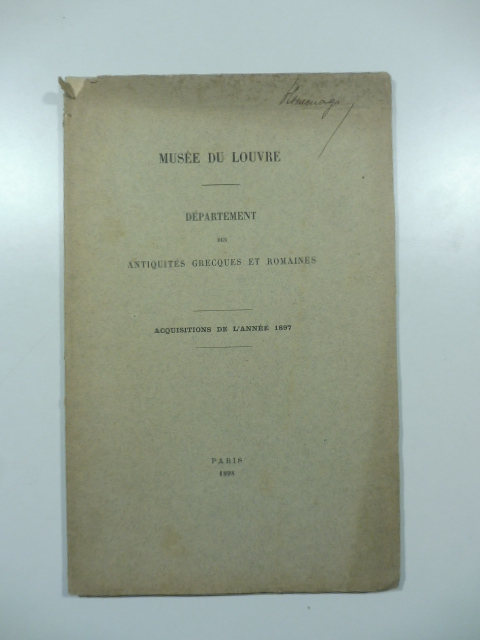 MUSÉE DU LOUVRE
DÉPARTEMENT
DES
ANTIQUITÉS GRECQUES ET ROMAINES
ACQUISITIONS DE L'ANNÉE 1897
PARIS
1898